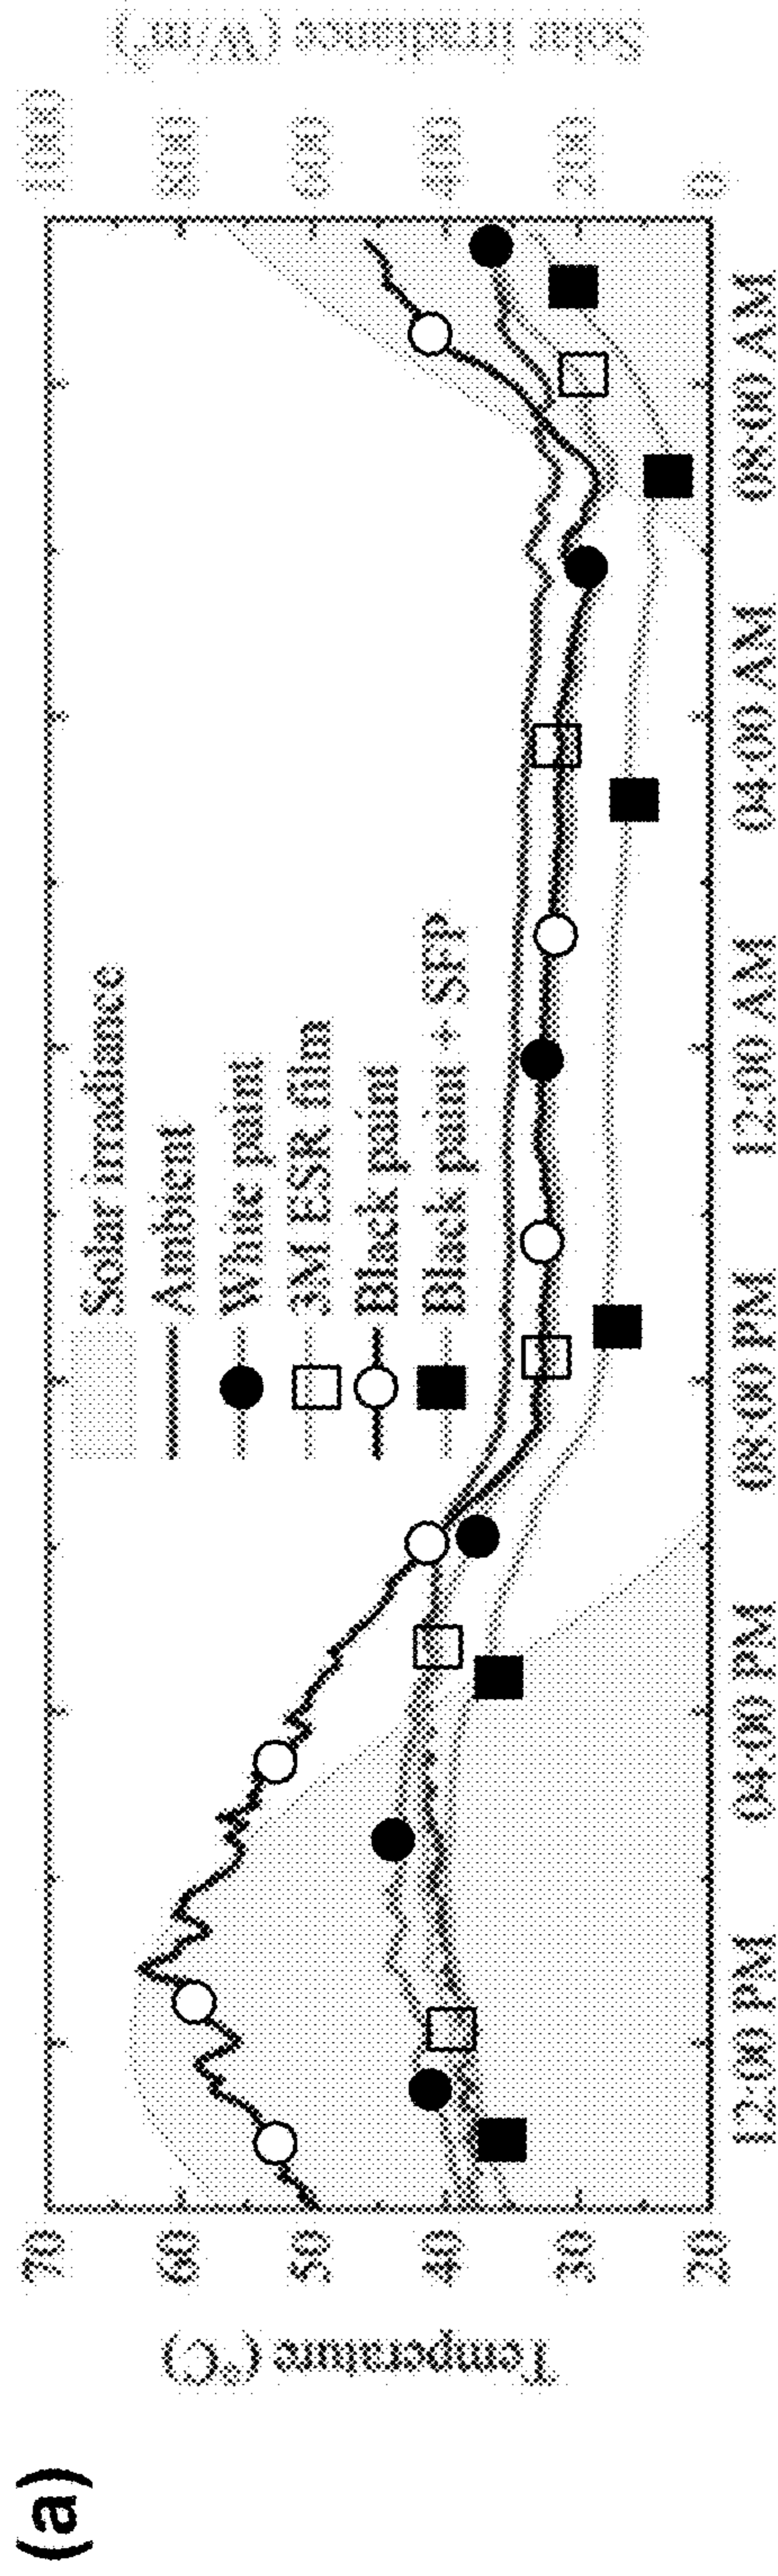 (a)
Temperature (°C)
70
60
50
40
30
20
Solar irradiance
Ambient
White paint
3M ESR film
Black paint
Black paint + SFP
12:00 PM
04:00 PM
08:00 PM
12:00 AM
04:00 AM
08:00 AM
1000
800
600
400
200
0
Solar irradiance (W/m²)